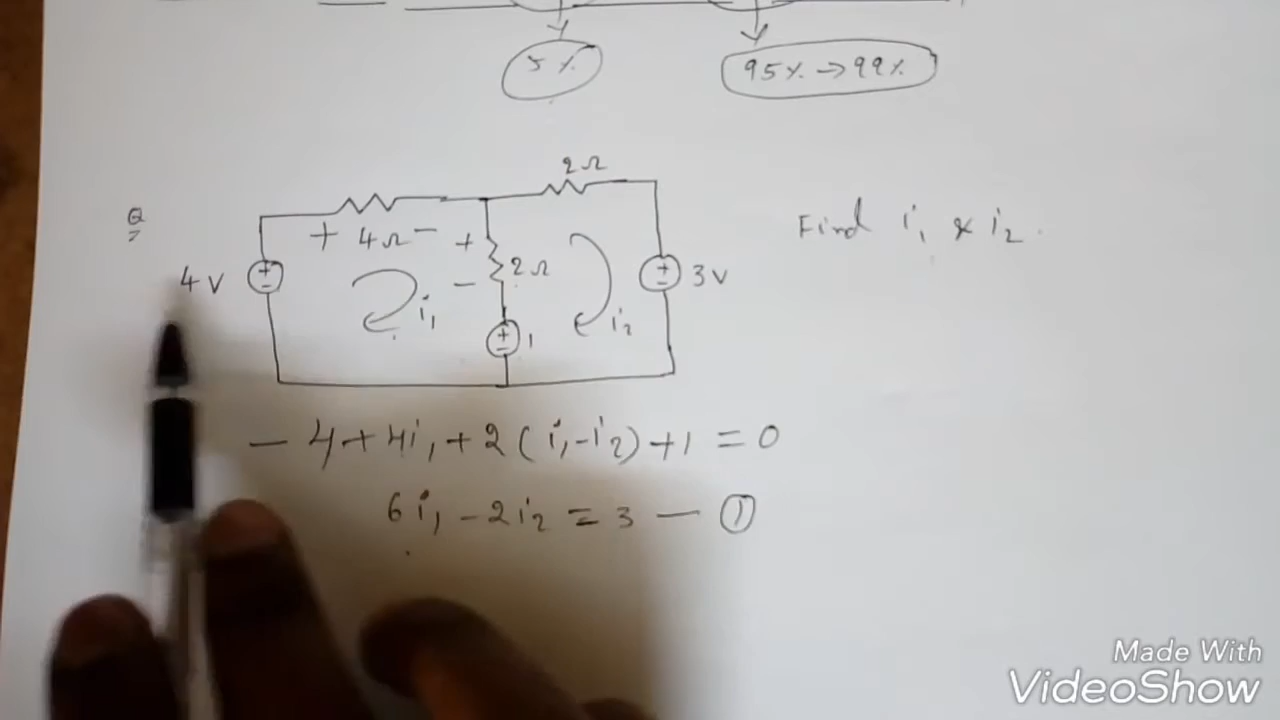 5% 95% → 99%
Q
2Ω
+ 4Ω - +
4V + - i₁ - 2Ω + - 3V
Find i₁ & i₂.
+ - 1 i₂
- 4 + 4i₁ + 2(i₁ - i₂) + 1 = 0
6i₁ - 2i₂ = 3 — ①
Made With
VideoShow